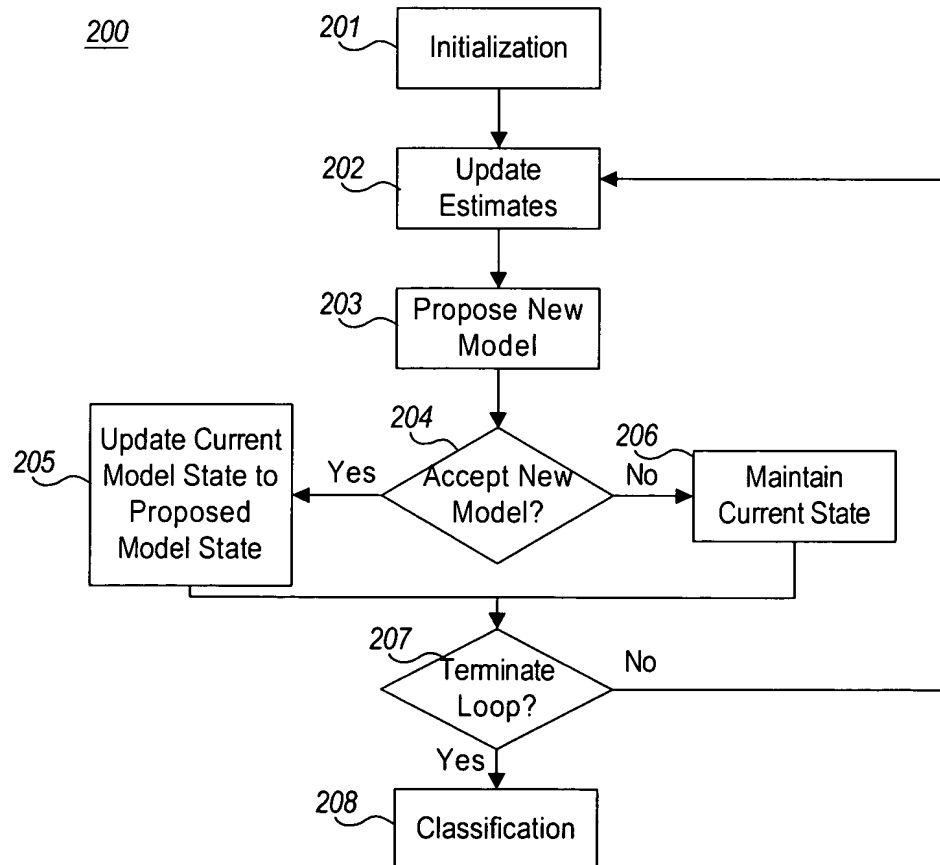 200
201
Initialization
202
Update
Estimates
203
Propose New
Model
204
Accept New
Model?
Yes
No
205
Update Current
Model State to
Proposed
Model State
206
Maintain
Current State
207
Terminate
Loop?
No
Yes
208
Classification